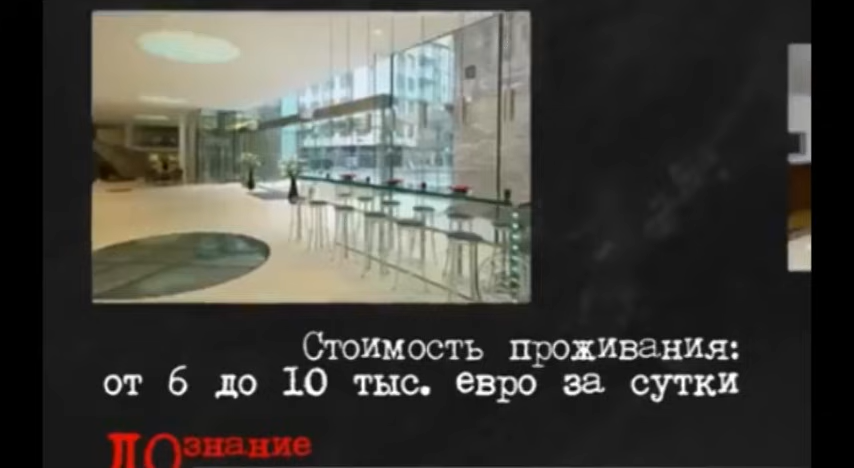 Стоимость проживания:
от 6 до 10 тыс. евро за сутки
ДОзнание